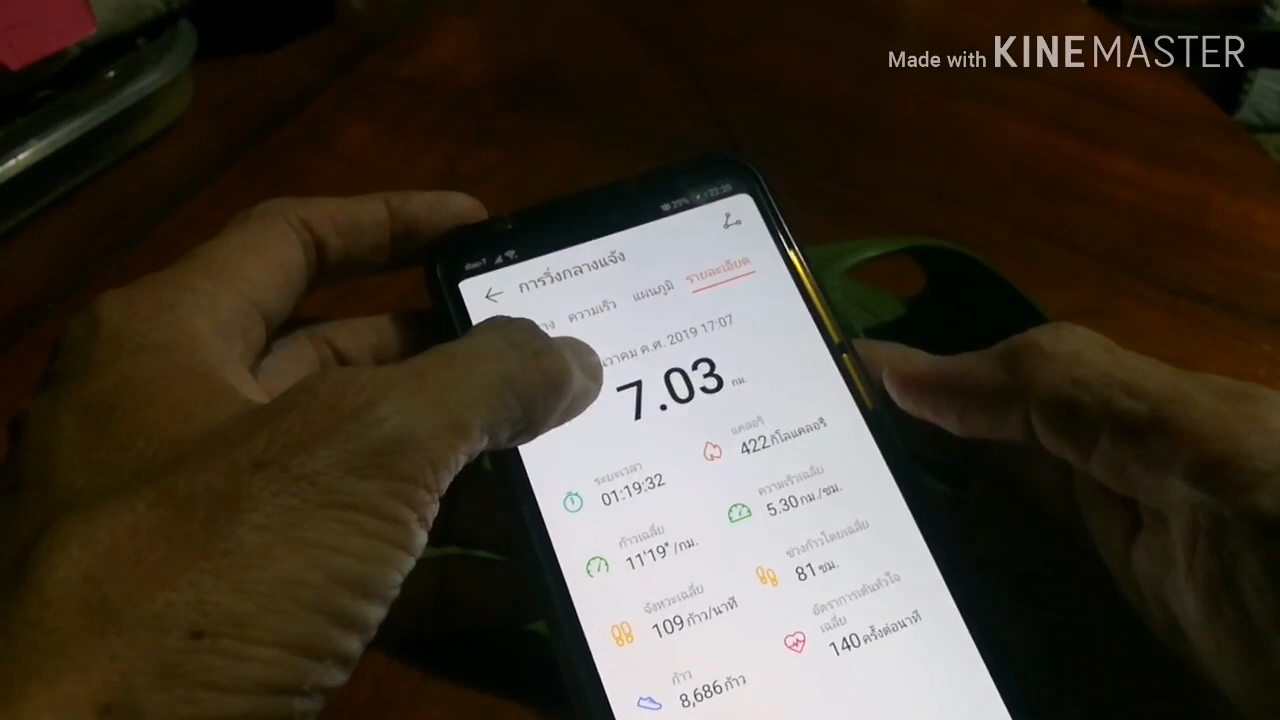 Made with KINEMASTER
29% 22:20
dtac-T
การวิ่งกลางแจ้ง
ความเร็ว แผนภูมิ รายละเอียด
ค.ศ. 2019 17:07
7.03 กม.
ระยะเวลา
01:19:32
แคลอรี
422 กิโลแคลอรี
ก้าวเฉลี่ย
11'19" /กม.
ความเร็วเฉลี่ย
5.30 กม./ชม.
จังหวะเฉลี่ย
109 ก้าว/นาที
ช่วงก้าวโดยเฉลี่ย
81 ซม.
ก้าว
8,686 ก้าว
อัตราการเต้นหัวใจ
เฉลี่ย
140 ครั้งต่อนาที